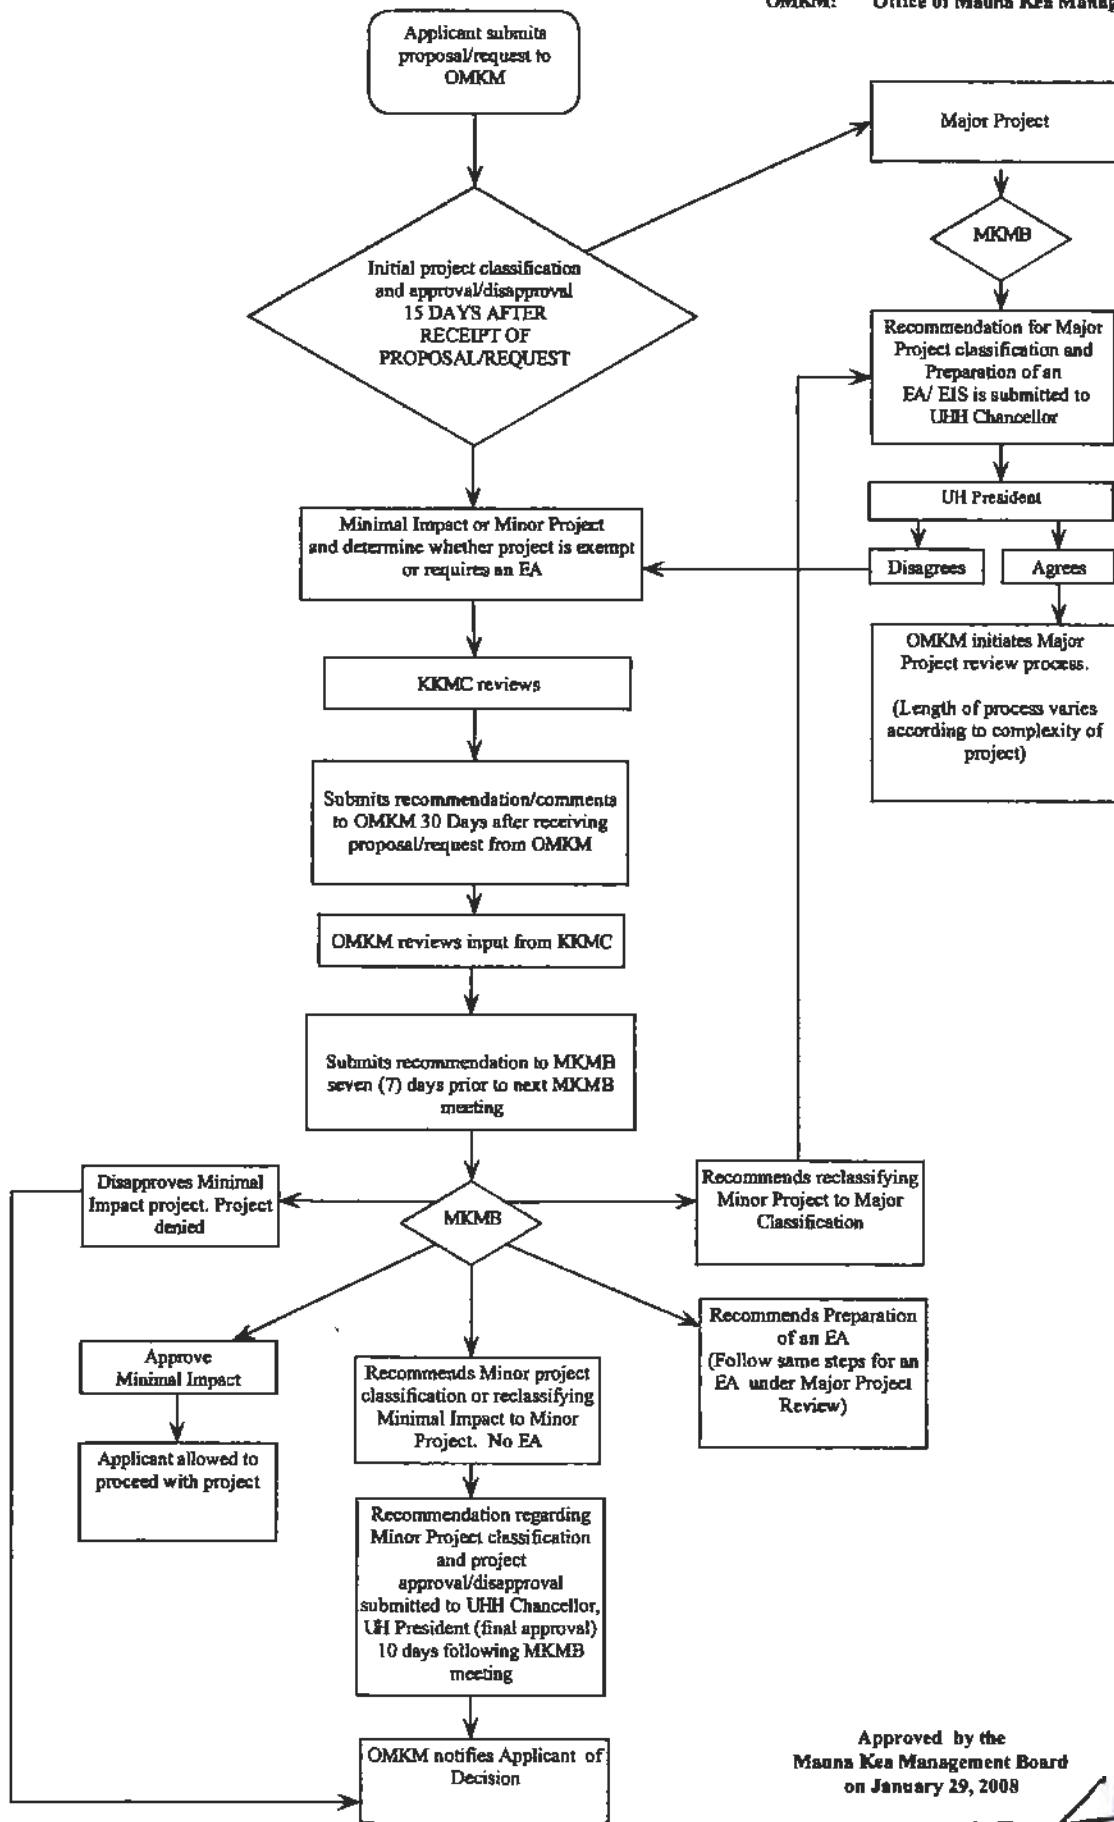 OMKM: Office of Mauna Kea Manag
Applicant submits
proposal/request to
OMKM
Major Project
MKMB
Initial project classification
and approval/disapproval
15 DAYS AFTER
RECEIPT OF
PROPOSAL/REQUEST
Recommendation for Major
Project classification and
Preparation of an
EA/ EIS is submitted to
UHH Chancellor
UH President
Disagrees
Agrees
Minimal Impact or Minor Project
and determine whether project is exempt
or requires an EA
OMKM initiates Major
Project review process.
(Length of process varies
according to complexity of
project)
KKMC reviews
Submits recommendation/comments
to OMKM 30 Days after receiving
proposal/request from OMKM
OMKM reviews input from KKMC
Submits recommendation to MKMB
seven (7) days prior to next MKMB
meeting
Disapproves Minimal
Impact project. Project
denied
MKMB
Recommends reclassifying
Minor Project to Major
Classification
Approve
Minimal Impact
Recommends Minor project
classification or reclassifying
Minimal Impact to Minor
Project. No EA
Recommends Preparation
of an EA
(Follow same steps for an
EA under Major Project
Review)
Applicant allowed to
proceed with project
Recommendation regarding
Minor Project classification
and project
approval/disapproval
submitted to UHH Chancellor,
UH President (final approval)
10 days following MKMB
meeting
OMKM notifies Applicant of
Decision
Approved by the
Mauna Kea Management Board
on January 29, 2008